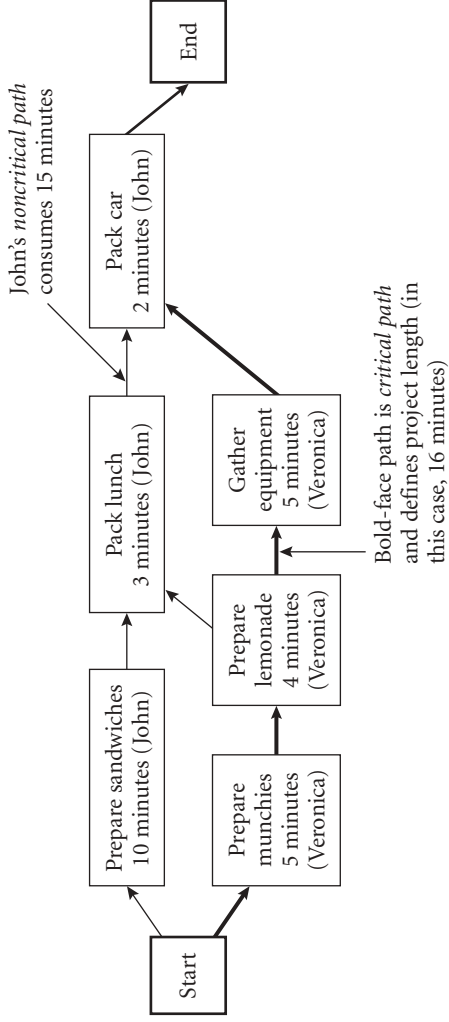 John's noncritical path
consumes 15 minutes
Start
Prepare sandwiches
10 minutes (John)
Pack lunch
3 minutes (John)
Pack car
2 minutes (John)
End
Prepare
munchies
5 minutes
(Veronica)
Prepare
lemonade
4 minutes
(Veronica)
Gather
equipment
5 minutes
(Veronica)
Bold-face path is critical path
and defines project length (in
this case, 16 minutes)